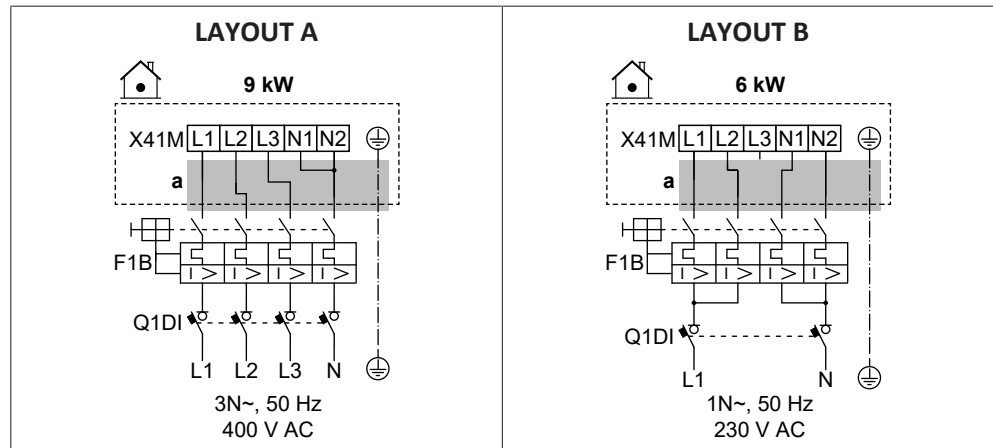 LAYOUT A
9 kW
X41M L1 L2 L3 N1 N2
a
F1B
I > I > I > I >
Q1DI
L1 L2 L3 N
3N~, 50 Hz
400 V AC
LAYOUT B
6 kW
X41M L1 L2 L3 N1 N2
a
F1B
I > I > I > I >
Q1DI
L1 N
1N~, 50 Hz
230 V AC